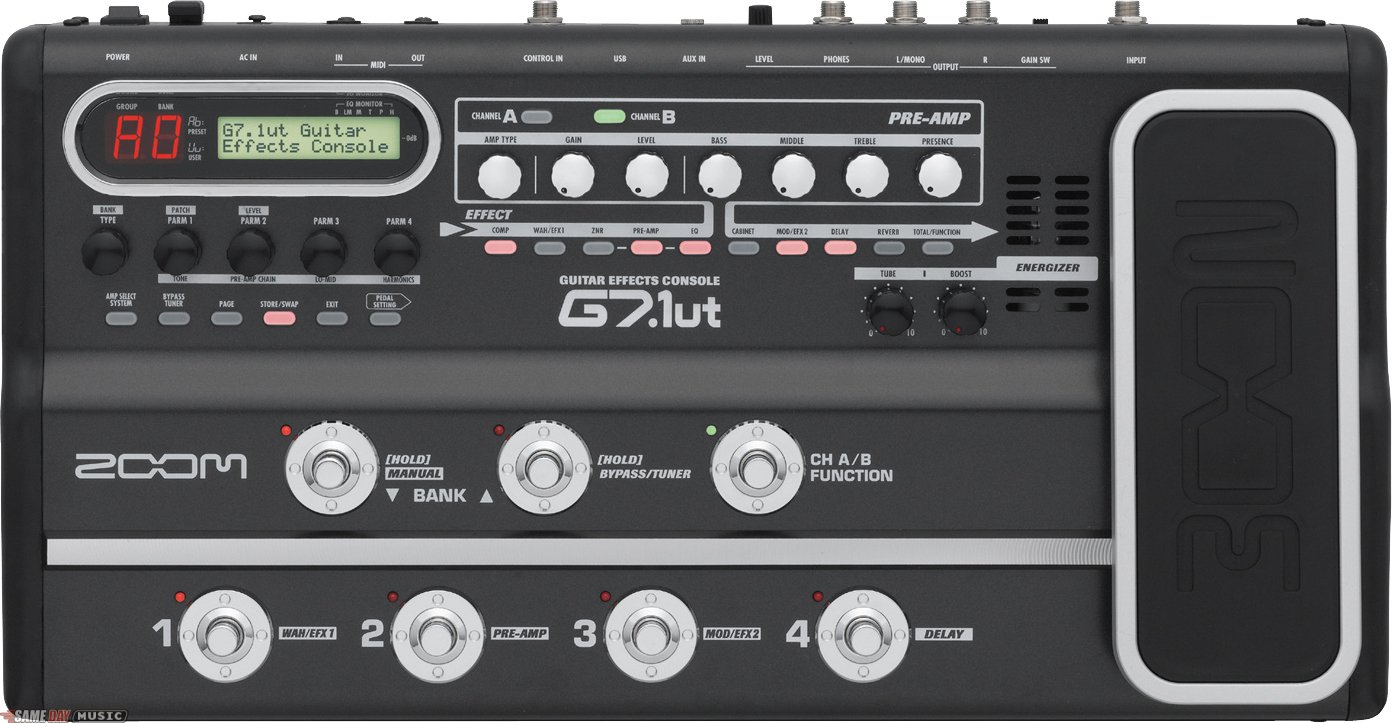 POWER
AC IN
IN MIDI OUT
CONTROL IN
USB
AUX IN
LEVEL
PHONES
L/MONO OUTPUT R
GAIN SW
INPUT
GROUP BANK
EQ MONITOR
B LM M T P H
A0
Ab:
PRESET
Uu:
USER
G7.1ut Guitar
Effects Console
-0dB
CHANNEL A
CHANNEL B
PRE-AMP
AMP TYPE
GAIN
LEVEL
BASS
MIDDLE
TREBLE
PRESENCE
EFFECT
COMP
WAH/EFX1
ZNR
PRE-AMP
EQ
CABINET
MOD/EFX2
DELAY
REVERB
TOTAL/FUNCTION
BANK
TYPE
PATCH
PARM 1
LEVEL
PARM 2
PARM 3
PARM 4
TONE
PRE-AMP CHAIN
LO-MID
HARMONICS
AMP SELECT
SYSTEM
BYPASS
TUNER
PAGE
STORE/SWAP
EXIT
PEDAL
SETTING
GUITAR EFFECTS CONSOLE
G7.1ut
ENERGIZER
TUBE
BOOST
0 10
0 10
ZOOM
[HOLD]
MANUAL
▼ BANK ▲
[HOLD]
BYPASS/TUNER
CH A/B
FUNCTION
1 WAH/EFX1
2 PRE-AMP
3 MOD/EFX2
4 DELAY
ZOOM
SAME DAY MUSIC